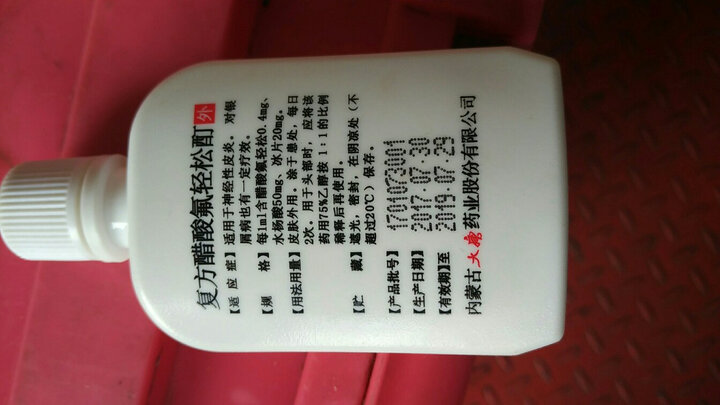 复方醋酸氟轻松酊 外
【适应症】适用于神经性皮炎。对银
屑病也有一定疗效。
【规格】每1ml含醋酸氟轻松0.4mg、
水杨酸50mg、冰片20mg。
【用法用量】皮肤外用。涂于患处,每日
2次。用于头部时,应将该
药用75%乙醇按1:1的比例
稀释后再使用。
【贮藏】遮光,密封,在阴凉处(不
超过20℃)保存。
【产品批号】1701073001
【生产日期】2017-07-30
【有效期】至 2019.07.29
内蒙古大唐药业股份有限公司